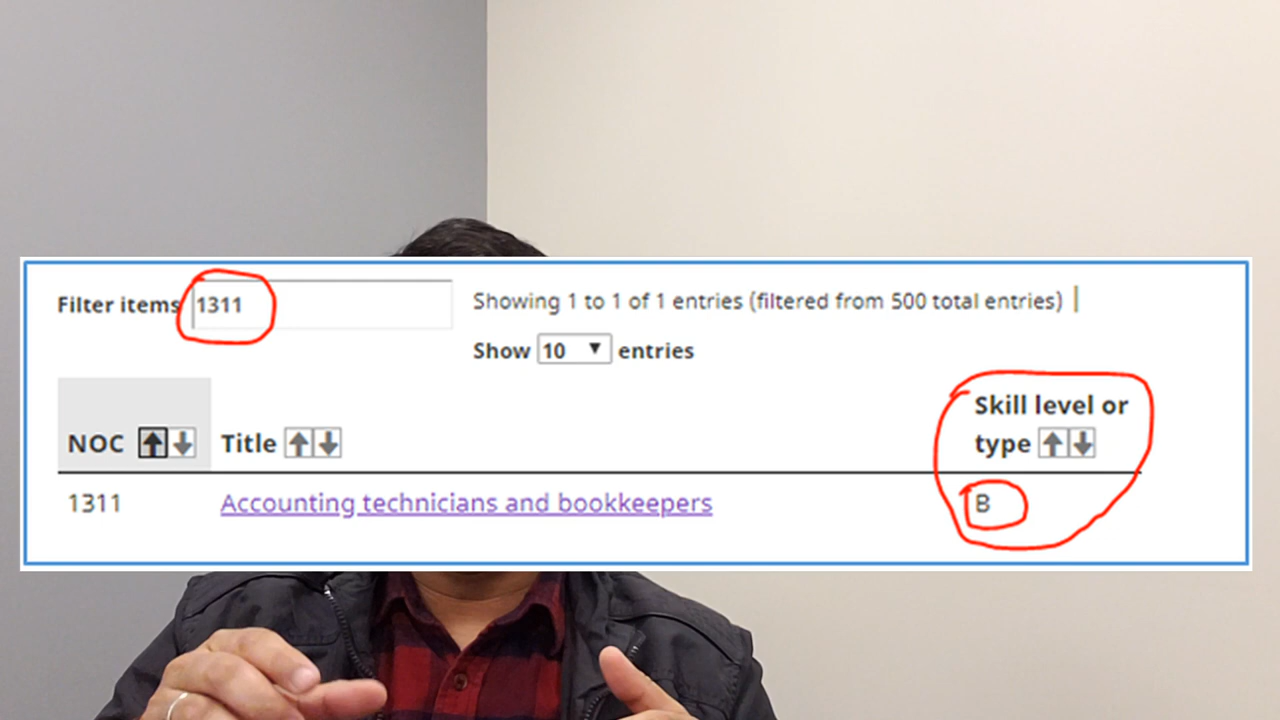 Filter items 1311
Showing 1 to 1 of 1 entries (filtered from 500 total entries)
Show 10 entries
NOC Title Skill level or
type
1311 Accounting technicians and bookkeepers B